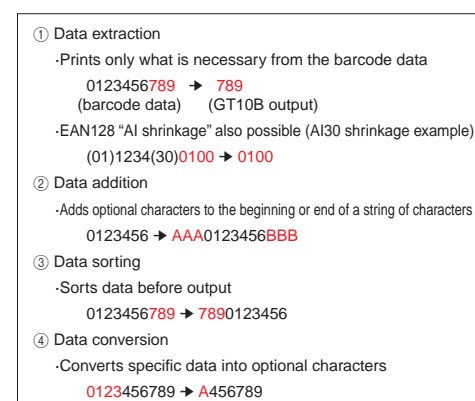 ① Data extraction
·Prints only what is necessary from the barcode data
0123456789 → 789
(barcode data) (GT10B output)
·EAN128 “AI shrinkage” also possible (AI30 shrinkage example)
(01)1234(30)0100 → 0100
② Data addition
·Adds optional characters to the beginning or end of a string of characters
0123456 → AAA0123456BBB
③ Data sorting
·Sorts data before output
0123456789 → 7890123456
④ Data conversion
·Converts specific data into optional characters
0123456789 → A456789